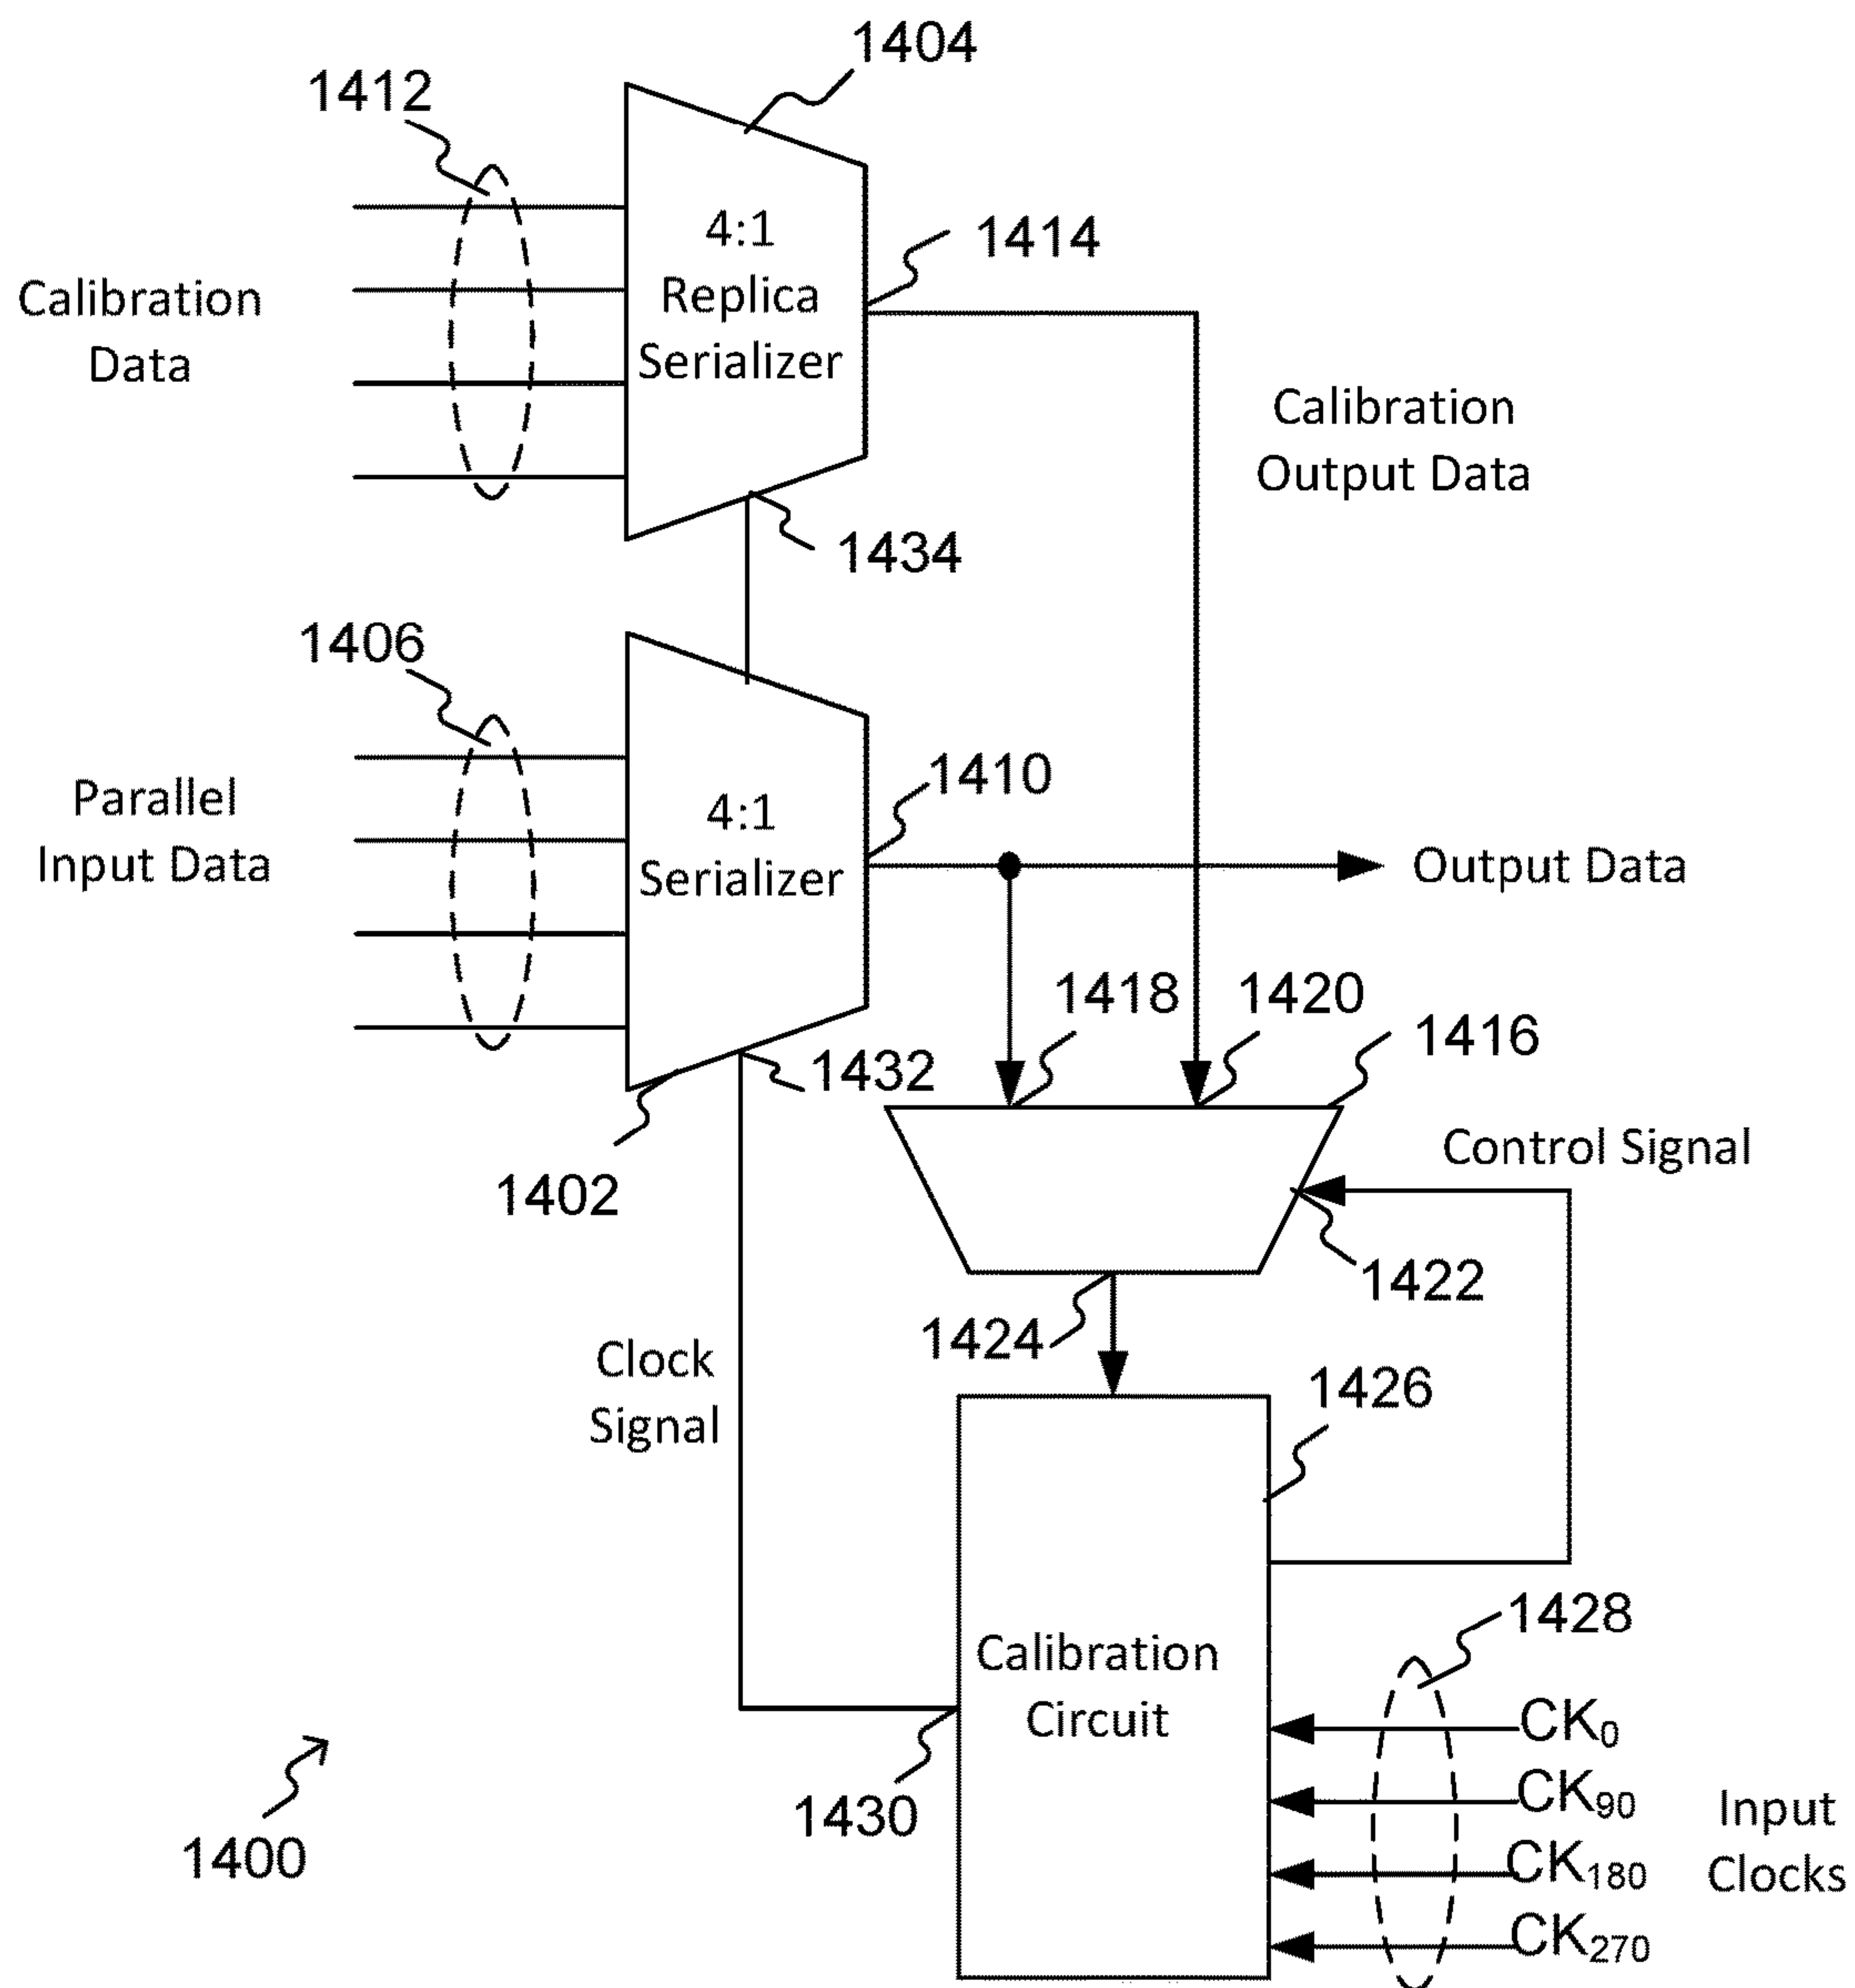 1404
1412
4:1
Replica
Serializer
1414
Calibration
Data
Calibration
Output Data
1434
1406
Parallel
Input Data
4:1
Serializer
1410
Output Data
1418
1420
1416
1432
1402
Control Signal
1422
1424
Clock
Signal
1426
1428
Calibration
Circuit
1430
CK0
CK90
CK180
CK270
Input
Clocks
1400